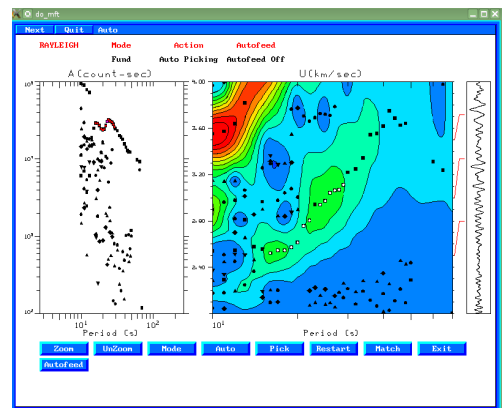 do_mft
Next Quit Auto
RAYLEIGH Mode Action Autofeed
Fund Auto Picking Autofeed Off
A(count-sec) U(km/sec)
4.00
3.60
3.20
2.80
2.40
10¹ 10² 10¹
Period (s) Period (s)
Zoom UnZoom Mode Auto Pick Restart Match Exit
Autofeed